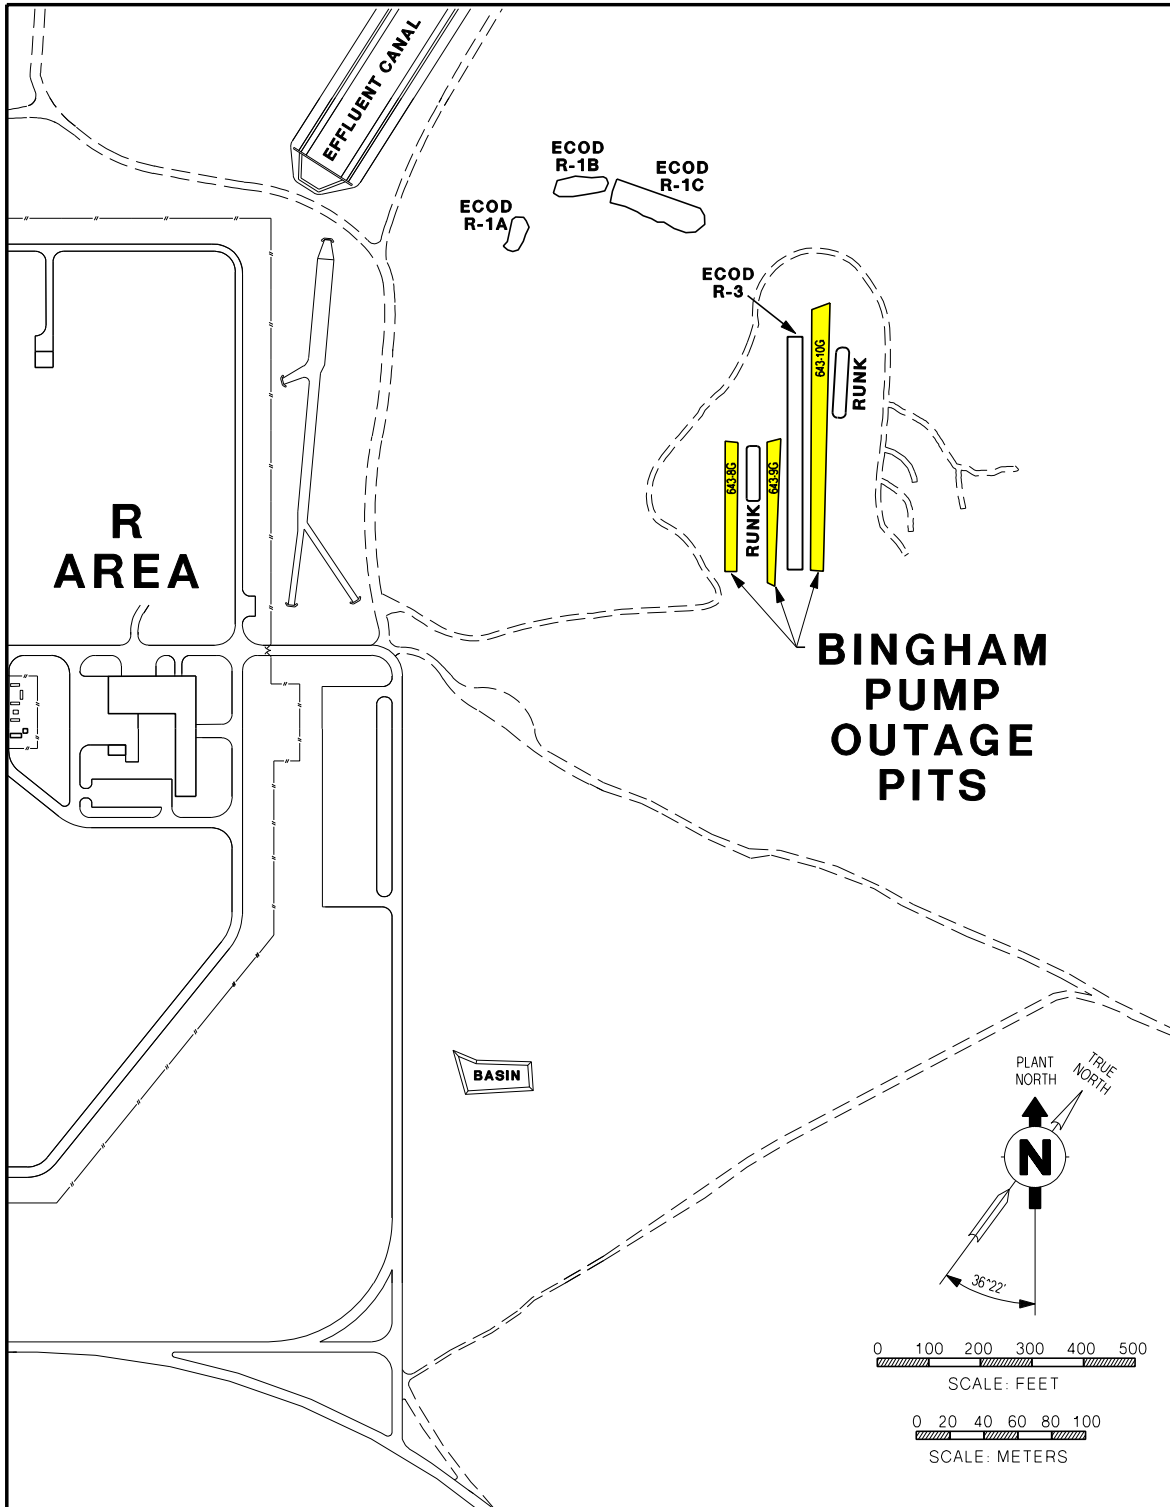 EFFLUENT CANAL
ECOD
R-1B
ECOD
R-1C
ECOD
R-1A
ECOD
R-3
643-10G
RUNK
643-8G
643-9G
RUNK
R
AREA
BINGHAM
PUMP
OUTAGE
PITS
BASIN
PLANT
NORTH
TRUE
NORTH
N
36°22'
0 100 200 300 400 500
SCALE: FEET
0 20 40 60 80 100
SCALE: METERS